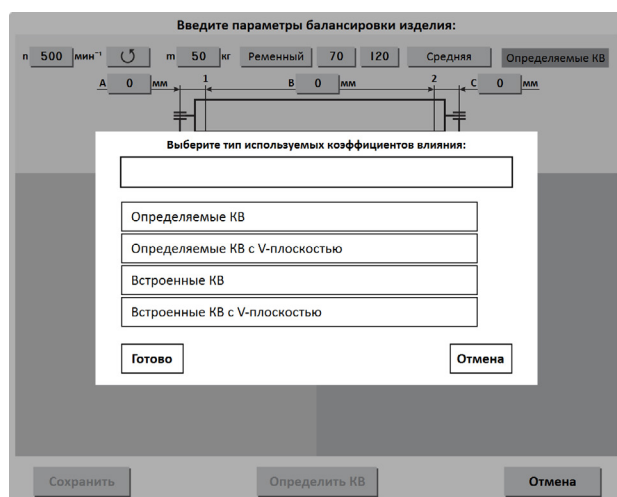 Введите параметры балансировки изделия:
n 500 мин⁻¹ m 50 кг Ременный 70 I20 Средняя Определяемые КВ
A 0 мм 1 B 0 мм 2 C 0 мм
Выберите тип используемых коэффициентов влияния:
Определяемые КВ
Определяемые КВ с V-плоскостью
Встроенные КВ
Встроенные КВ с V-плоскостью
Готово Отмена
Сохранить Определить КВ Отмена